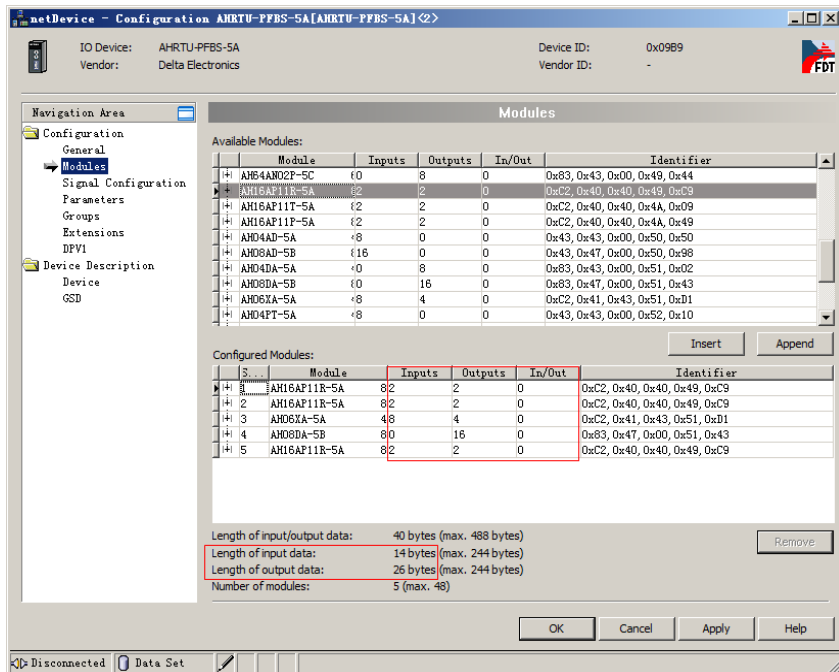 netDevice - Configuration AHRTU-PFBS-5A[AHRTU-PFBS-5A]<2>
IO Device: AHRTU-PFBS-5A Device ID: 0x09B9
Vendor: Delta Electronics Vendor ID: -
FDT
Navigation Area
Configuration
General
Modules
Signal Configuration
Parameters
Groups
Extensions
DPV1
Device Description
Device
GSD
Modules
Available Modules:
Module Inputs Outputs In/Out Identifier
AH64AN02P-5C 0 8 0 0x83, 0x43, 0x00, 0x49, 0x44
AH16AP11R-5A 2 2 0 0xC2, 0x40, 0x40, 0x49, 0xC9
AH16AP11T-5A 2 2 0 0xC2, 0x40, 0x40, 0x4A, 0x09
AH16AP11P-5A 2 2 0 0xC2, 0x40, 0x40, 0x4A, 0x49
AH04AD-5A 8 0 0 0x43, 0x43, 0x00, 0x50, 0x50
AH08AD-5B 16 0 0 0x43, 0x47, 0x00, 0x50, 0x98
AH04DA-5A 0 8 0 0x83, 0x43, 0x00, 0x51, 0x02
AH08DA-5B 0 16 0 0x83, 0x47, 0x00, 0x51, 0x43
AH06XA-5A 8 4 0 0xC2, 0x41, 0x43, 0x51, 0xD1
AH04PT-5A 8 0 0 0x43, 0x43, 0x00, 0x52, 0x10
Insert Append
Configured Modules:
S... Module Inputs Outputs In/Out Identifier
1 AH16AP11R-5A 8 2 2 0 0xC2, 0x40, 0x40, 0x49, 0xC9
2 AH16AP11R-5A 8 2 2 0 0xC2, 0x40, 0x40, 0x49, 0xC9
3 AH06XA-5A 4 8 4 0 0xC2, 0x41, 0x43, 0x51, 0xD1
4 AH08DA-5B 8 0 16 0 0x83, 0x47, 0x00, 0x51, 0x43
5 AH16AP11R-5A 8 2 2 0 0xC2, 0x40, 0x40, 0x49, 0xC9
Length of input/output data: 40 bytes (max. 488 bytes)
Length of input data: 14 bytes (max. 244 bytes)
Length of output data: 26 bytes (max. 244 bytes)
Number of modules: 5 (max. 48)
Remove
OK Cancel Apply Help
Disconnected Data Set